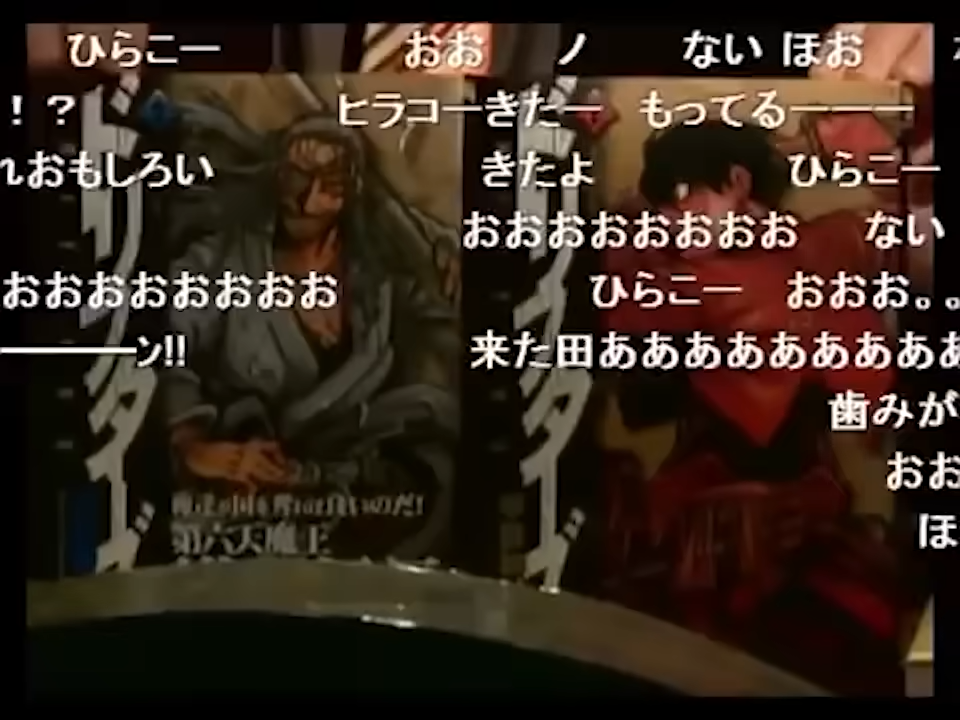 ひらこー おお ノ ない ほお
！？ ヒラコーきたー もってるーーー
れおもしろい きたよ ひらこー
おおおおおおおお ない
おおおおおおおお ひらこー おおお。。
ーーーーン!! 来た田ああああああああ
歯みが
おお
ほ
ドリフターズ
ドリフターズ
第六天魔王